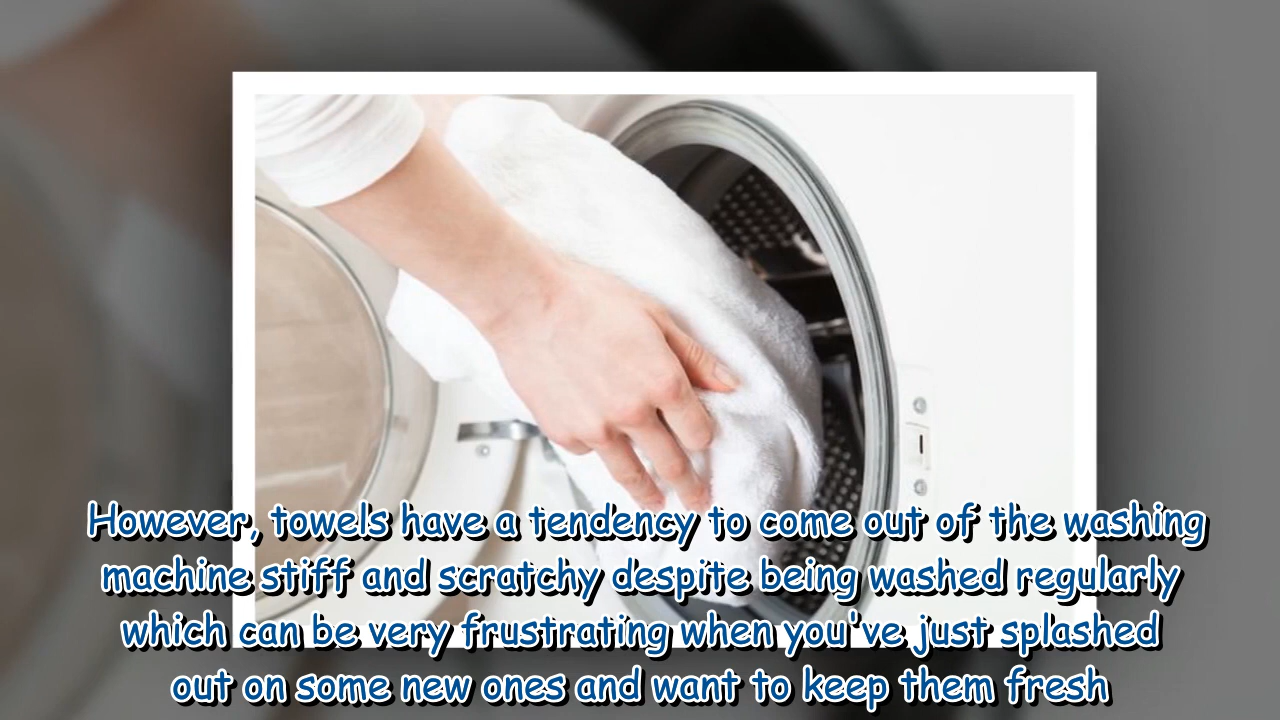 However, towels have a tendency to come out of the washing
machine stiff and scratchy despite being washed regularly
which can be very frustrating when you've just splashed
out on some new ones and want to keep them fresh